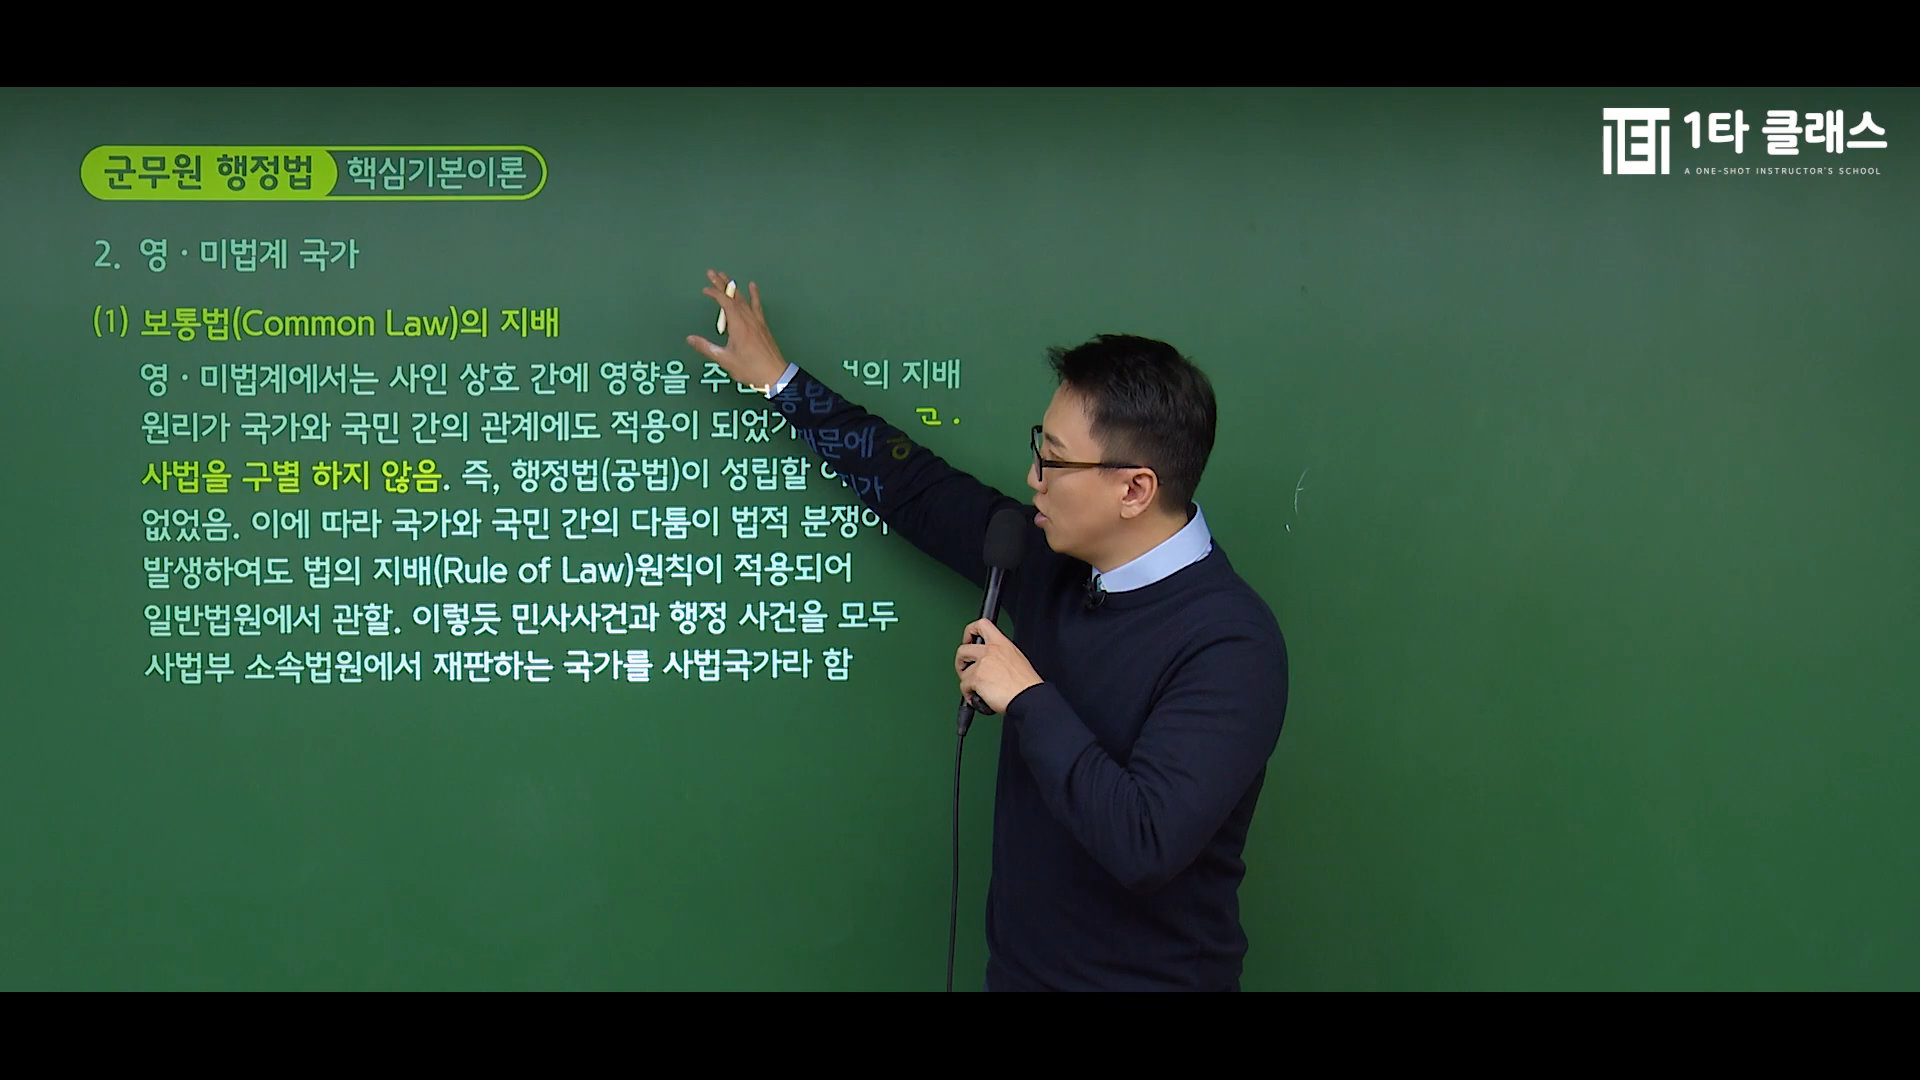 1타 클래스
A ONE-SHOT INSTRUCTOR'S SCHOOL
군무원 행정법 핵심기본이론
2. 영 · 미법계 국가
(1) 보통법(Common Law)의 지배
영 · 미법계에서는 사인 상호 간에 영향을 지배
원리가 국가와 국민 간의 관계에도 적용이
사법을 구별 하지 않음. 즉, 행정법(공법)이 성립할
없었음. 이에 따라 국가와 국민 간의 다툼이 법적 분쟁이
발생하여도 법의 지배(Rule of Law)원칙이 적용되어
일반법원에서 관할. 이렇듯 민사사건과 행정 사건을 모두
사법부 소속법원에서 재판하는 국가를 사법국가라 함